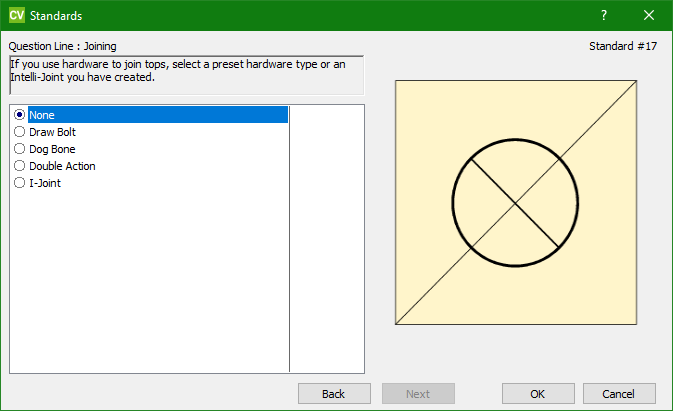 CV Standards ?
Question Line : Joining
Standard #17
If you use hardware to join tops, select a preset hardware type or an
Intelli-Joint you have created.
None
Draw Bolt
Dog Bone
Double Action
I-Joint
Back Next OK Cancel